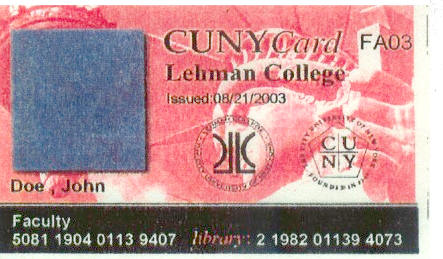 CUNYCard FA03
Lehman College
Issued:08/21/2003
C U
N Y
Doe , John
Faculty
5081 1904 0113 9407 library: 2 1982 01139 4073